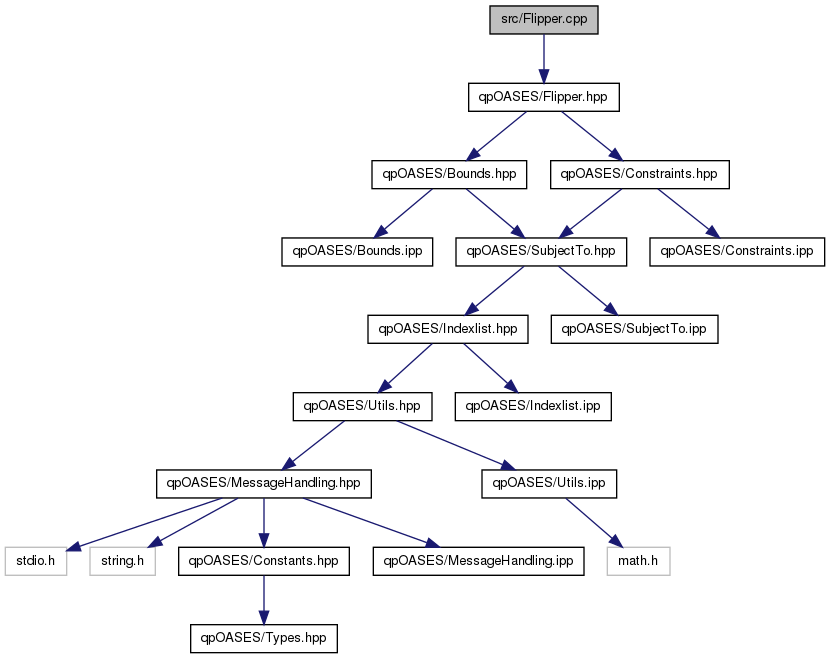 src/Flipper.cpp
qpOASES/Flipper.hpp
qpOASES/Bounds.hpp
qpOASES/Constraints.hpp
qpOASES/Bounds.ipp
qpOASES/SubjectTo.hpp
qpOASES/Constraints.ipp
qpOASES/Indexlist.hpp
qpOASES/SubjectTo.ipp
qpOASES/Utils.hpp
qpOASES/Indexlist.ipp
qpOASES/MessageHandling.hpp
qpOASES/Utils.ipp
stdio.h
string.h
qpOASES/Constants.hpp
qpOASES/MessageHandling.ipp
math.h
qpOASES/Types.hpp